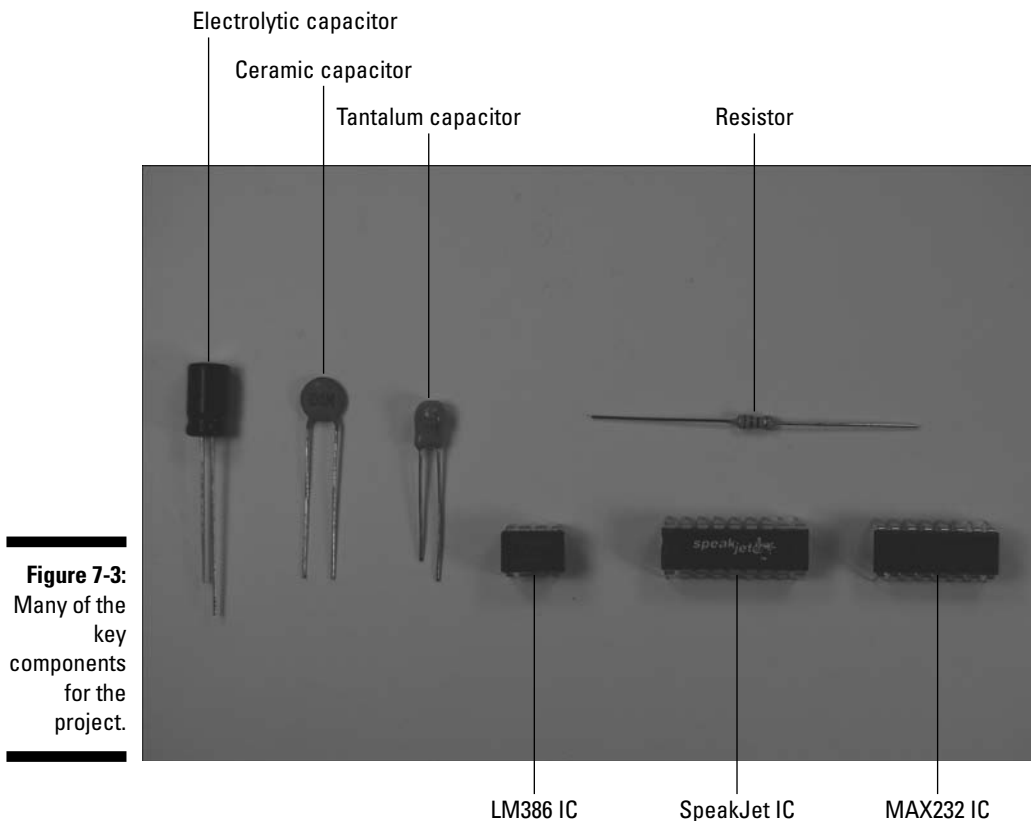 Electrolytic capacitor
Ceramic capacitor
Tantalum capacitor
Resistor
speakjet
Figure 7-3:
Many of the
key
components
for the
project.
LM386 IC
SpeakJet IC
MAX232 IC